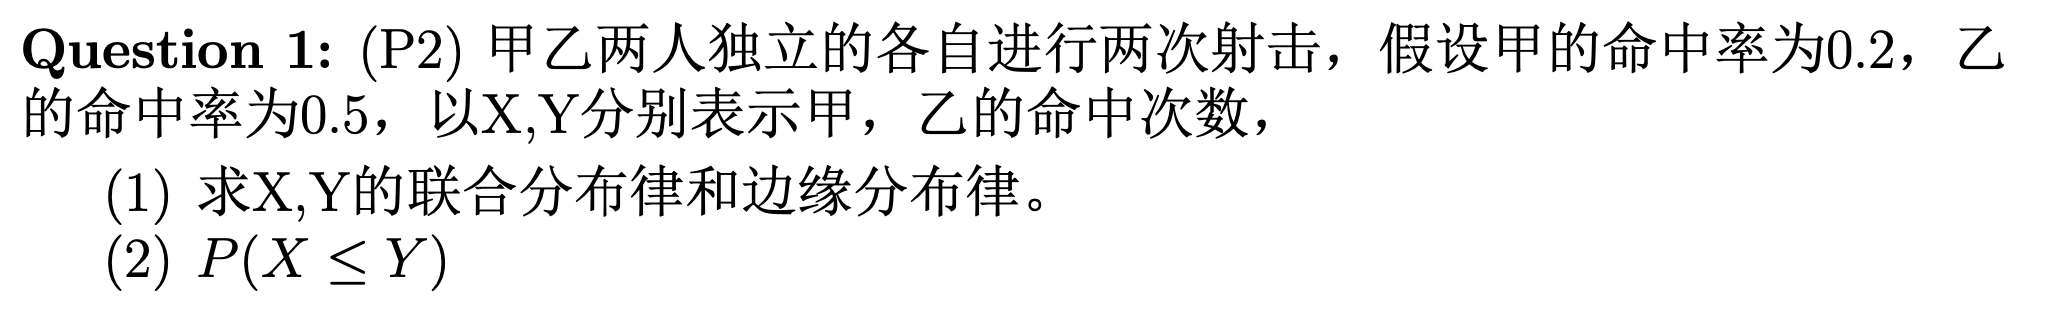 Question 1: (P2) 甲乙两人独立的各自进行两次射击，假设甲的命中率为0.2，乙
的命中率为0.5，以X,Y分别表示甲，乙的命中次数，
(1) 求X,Y的联合分布律和边缘分布律。
(2) P(X ≤ Y)